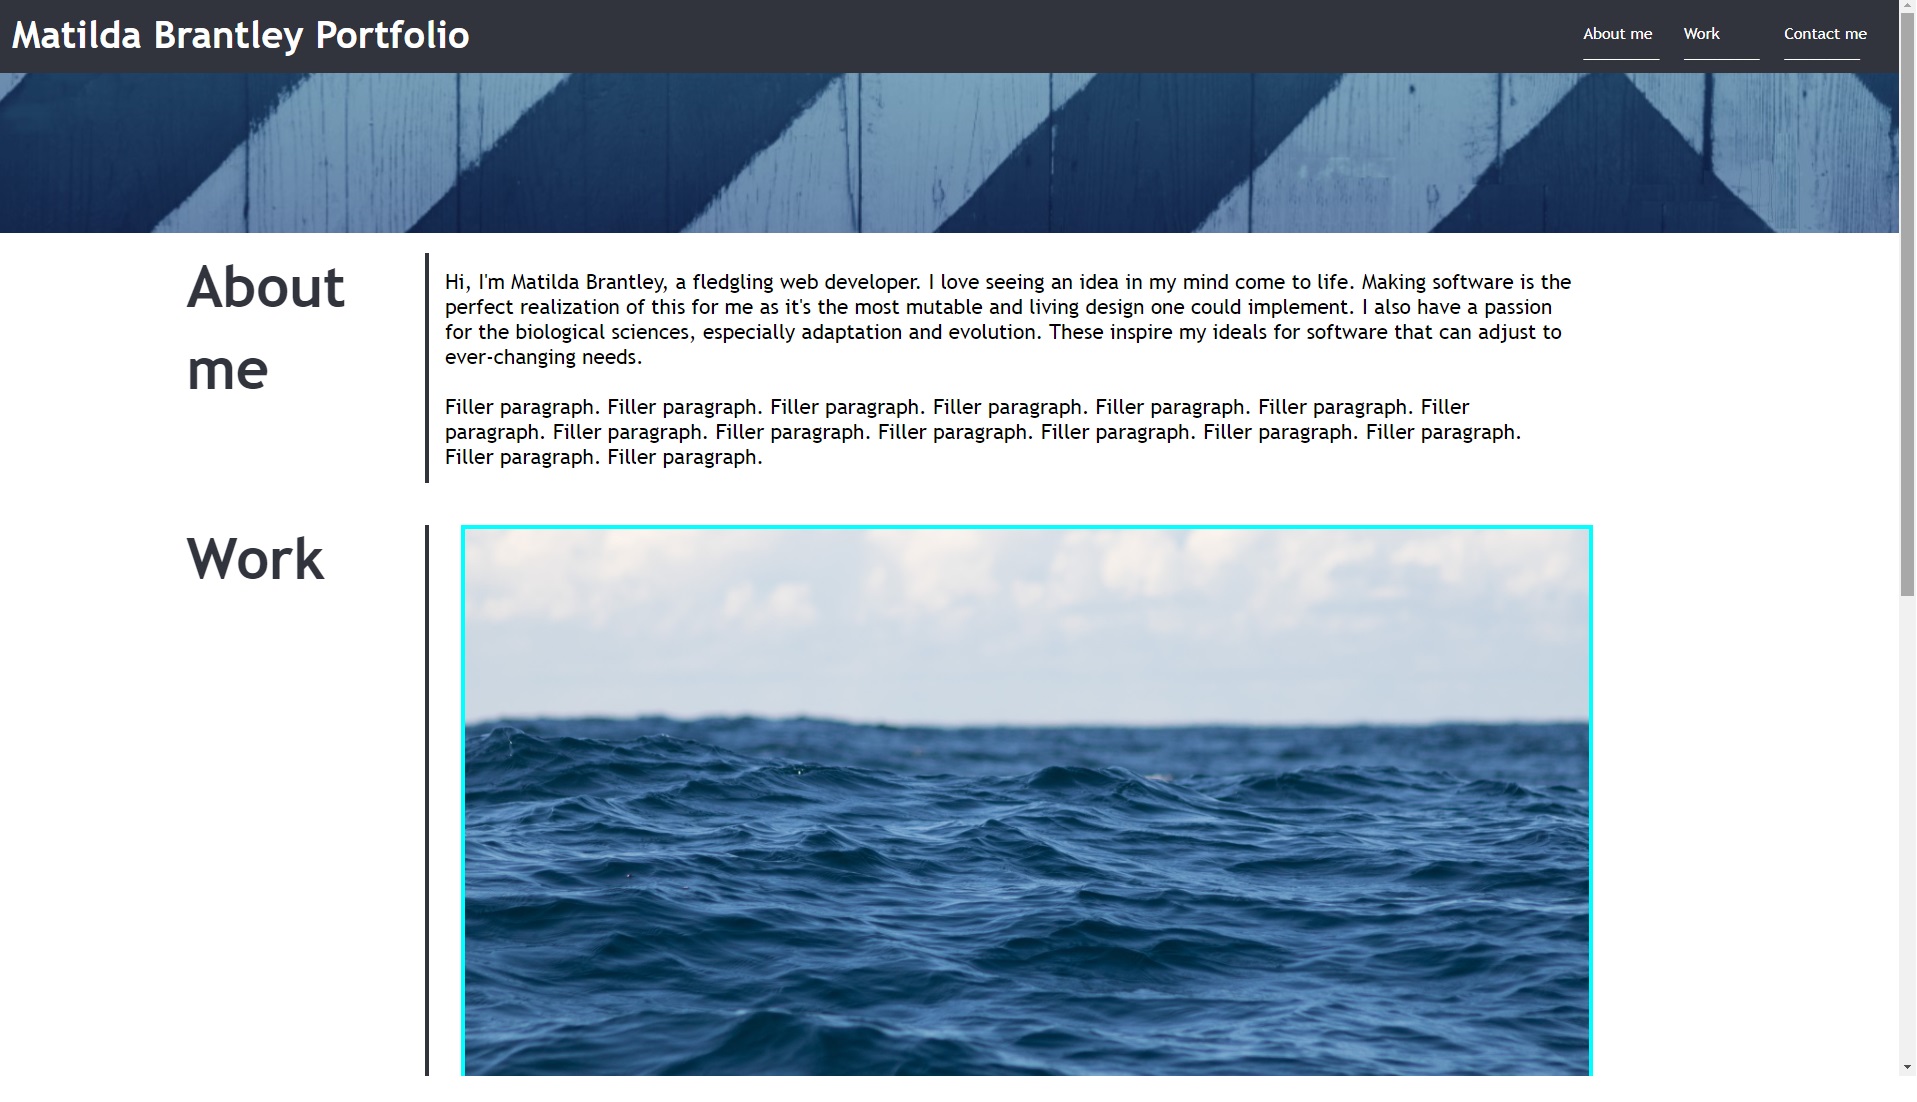 Matilda Brantley Portfolio
About me
Work
Contact me
About
me
Hi, I'm Matilda Brantley, a fledgling web developer. I love seeing an idea in my mind come to life. Making software is the
perfect realization of this for me as it's the most mutable and living design one could implement. I also have a passion
for the biological sciences, especially adaptation and evolution. These inspire my ideals for software that can adjust to
ever-changing needs.
Filler paragraph. Filler paragraph. Filler paragraph. Filler paragraph. Filler paragraph. Filler paragraph. Filler
paragraph. Filler paragraph. Filler paragraph. Filler paragraph. Filler paragraph. Filler paragraph. Filler paragraph.
Filler paragraph. Filler paragraph.
Work